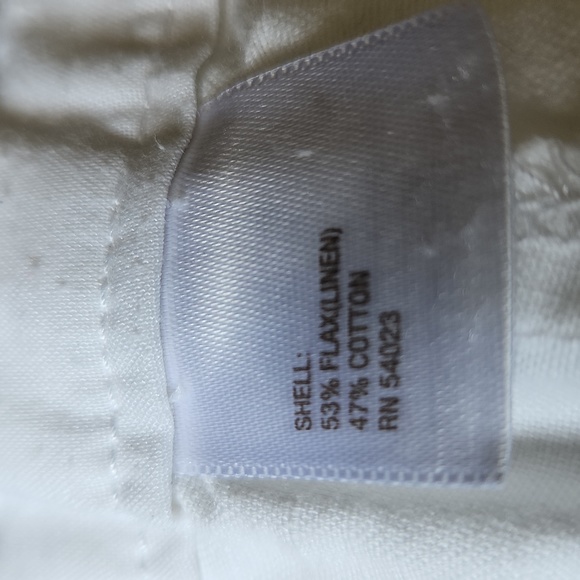 SHELL:
53% FLAX(LINEN)
47% COTTON
RN 54023